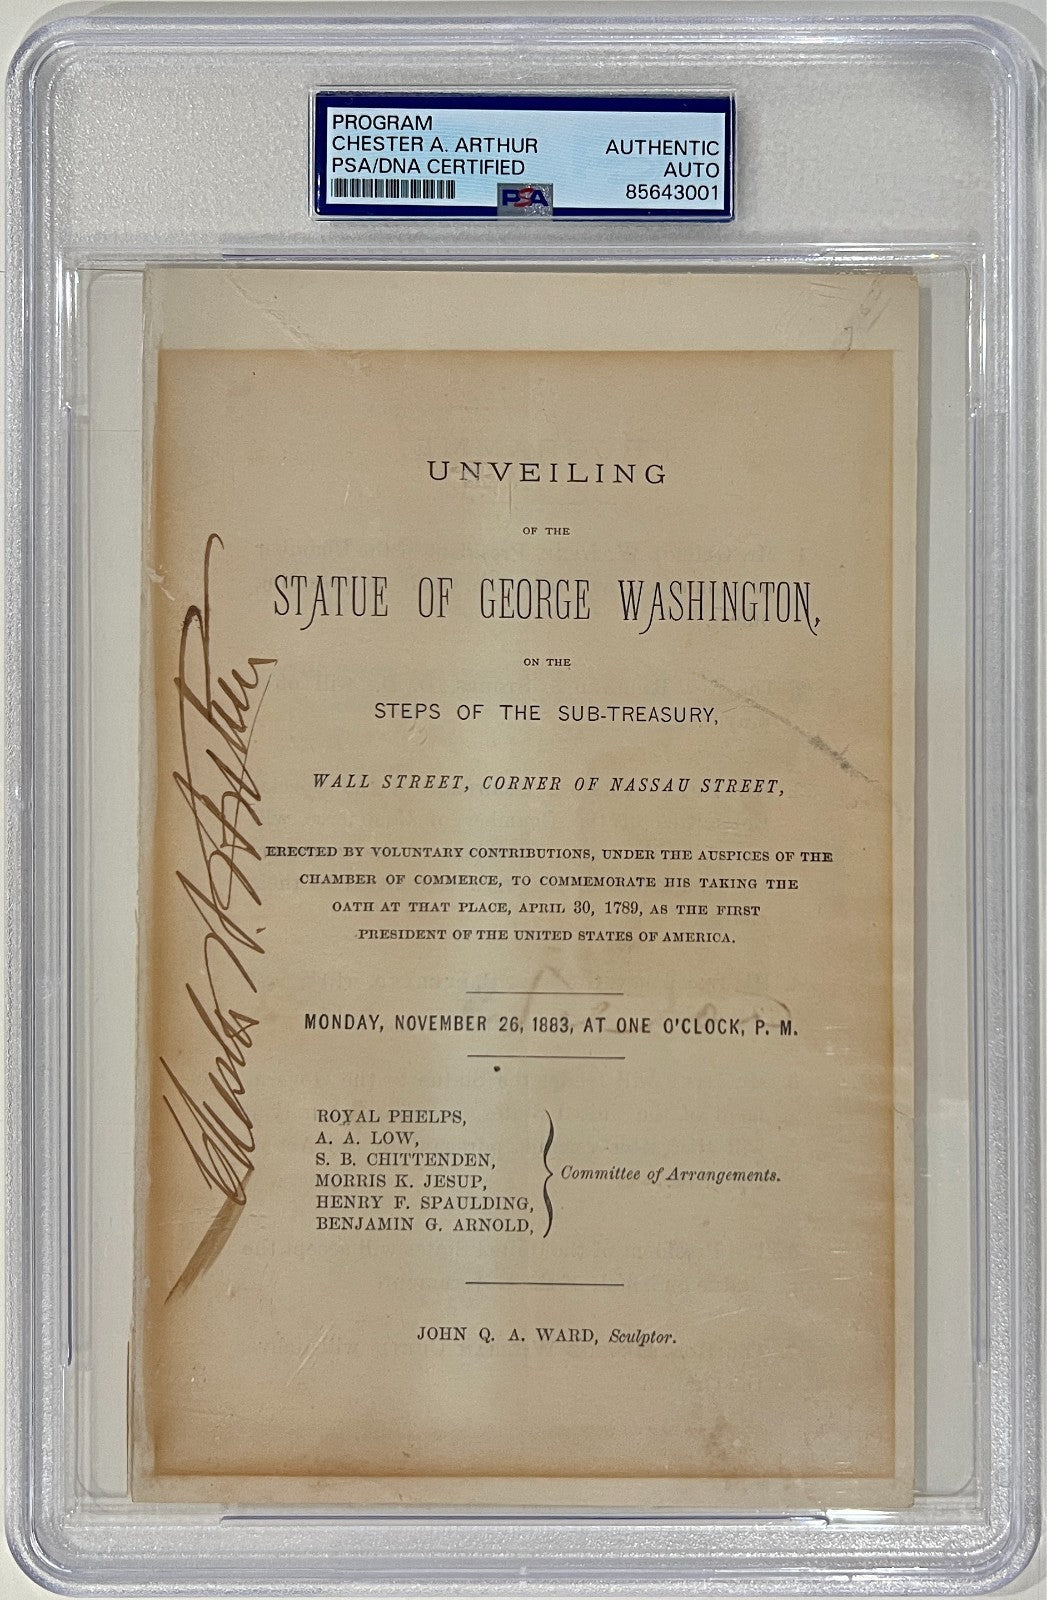 PROGRAM
CHESTER A. ARTHUR
PSA/DNA CERTIFIED
AUTHENTIC
AUTO
85643001
PSA
UNVEILING
OF THE
STATUE OF GEORGE WASHINGTON,
ON THE
STEPS OF THE SUB-TREASURY,
WALL STREET, CORNER OF NASSAU STREET,
ERECTED BY VOLUNTARY CONTRIBUTIONS, UNDER THE AUSPICES OF THE
CHAMBER OF COMMERCE, TO COMMEMORATE HIS TAKING THE
OATH AT THAT PLACE, APRIL 30, 1789, AS THE FIRST
PRESIDENT OF THE UNITED STATES OF AMERICA.
MONDAY, NOVEMBER 26, 1883, AT ONE O'CLOCK, P. M.
ROYAL PHELPS,
A. A. LOW,
S. B. CHITTENDEN,
MORRIS K. JESUP,
HENRY F. SPAULDING,
BENJAMIN G. ARNOLD,
Committee of Arrangements.
JOHN Q. A. WARD, Sculptor.
Chester A. Arthur